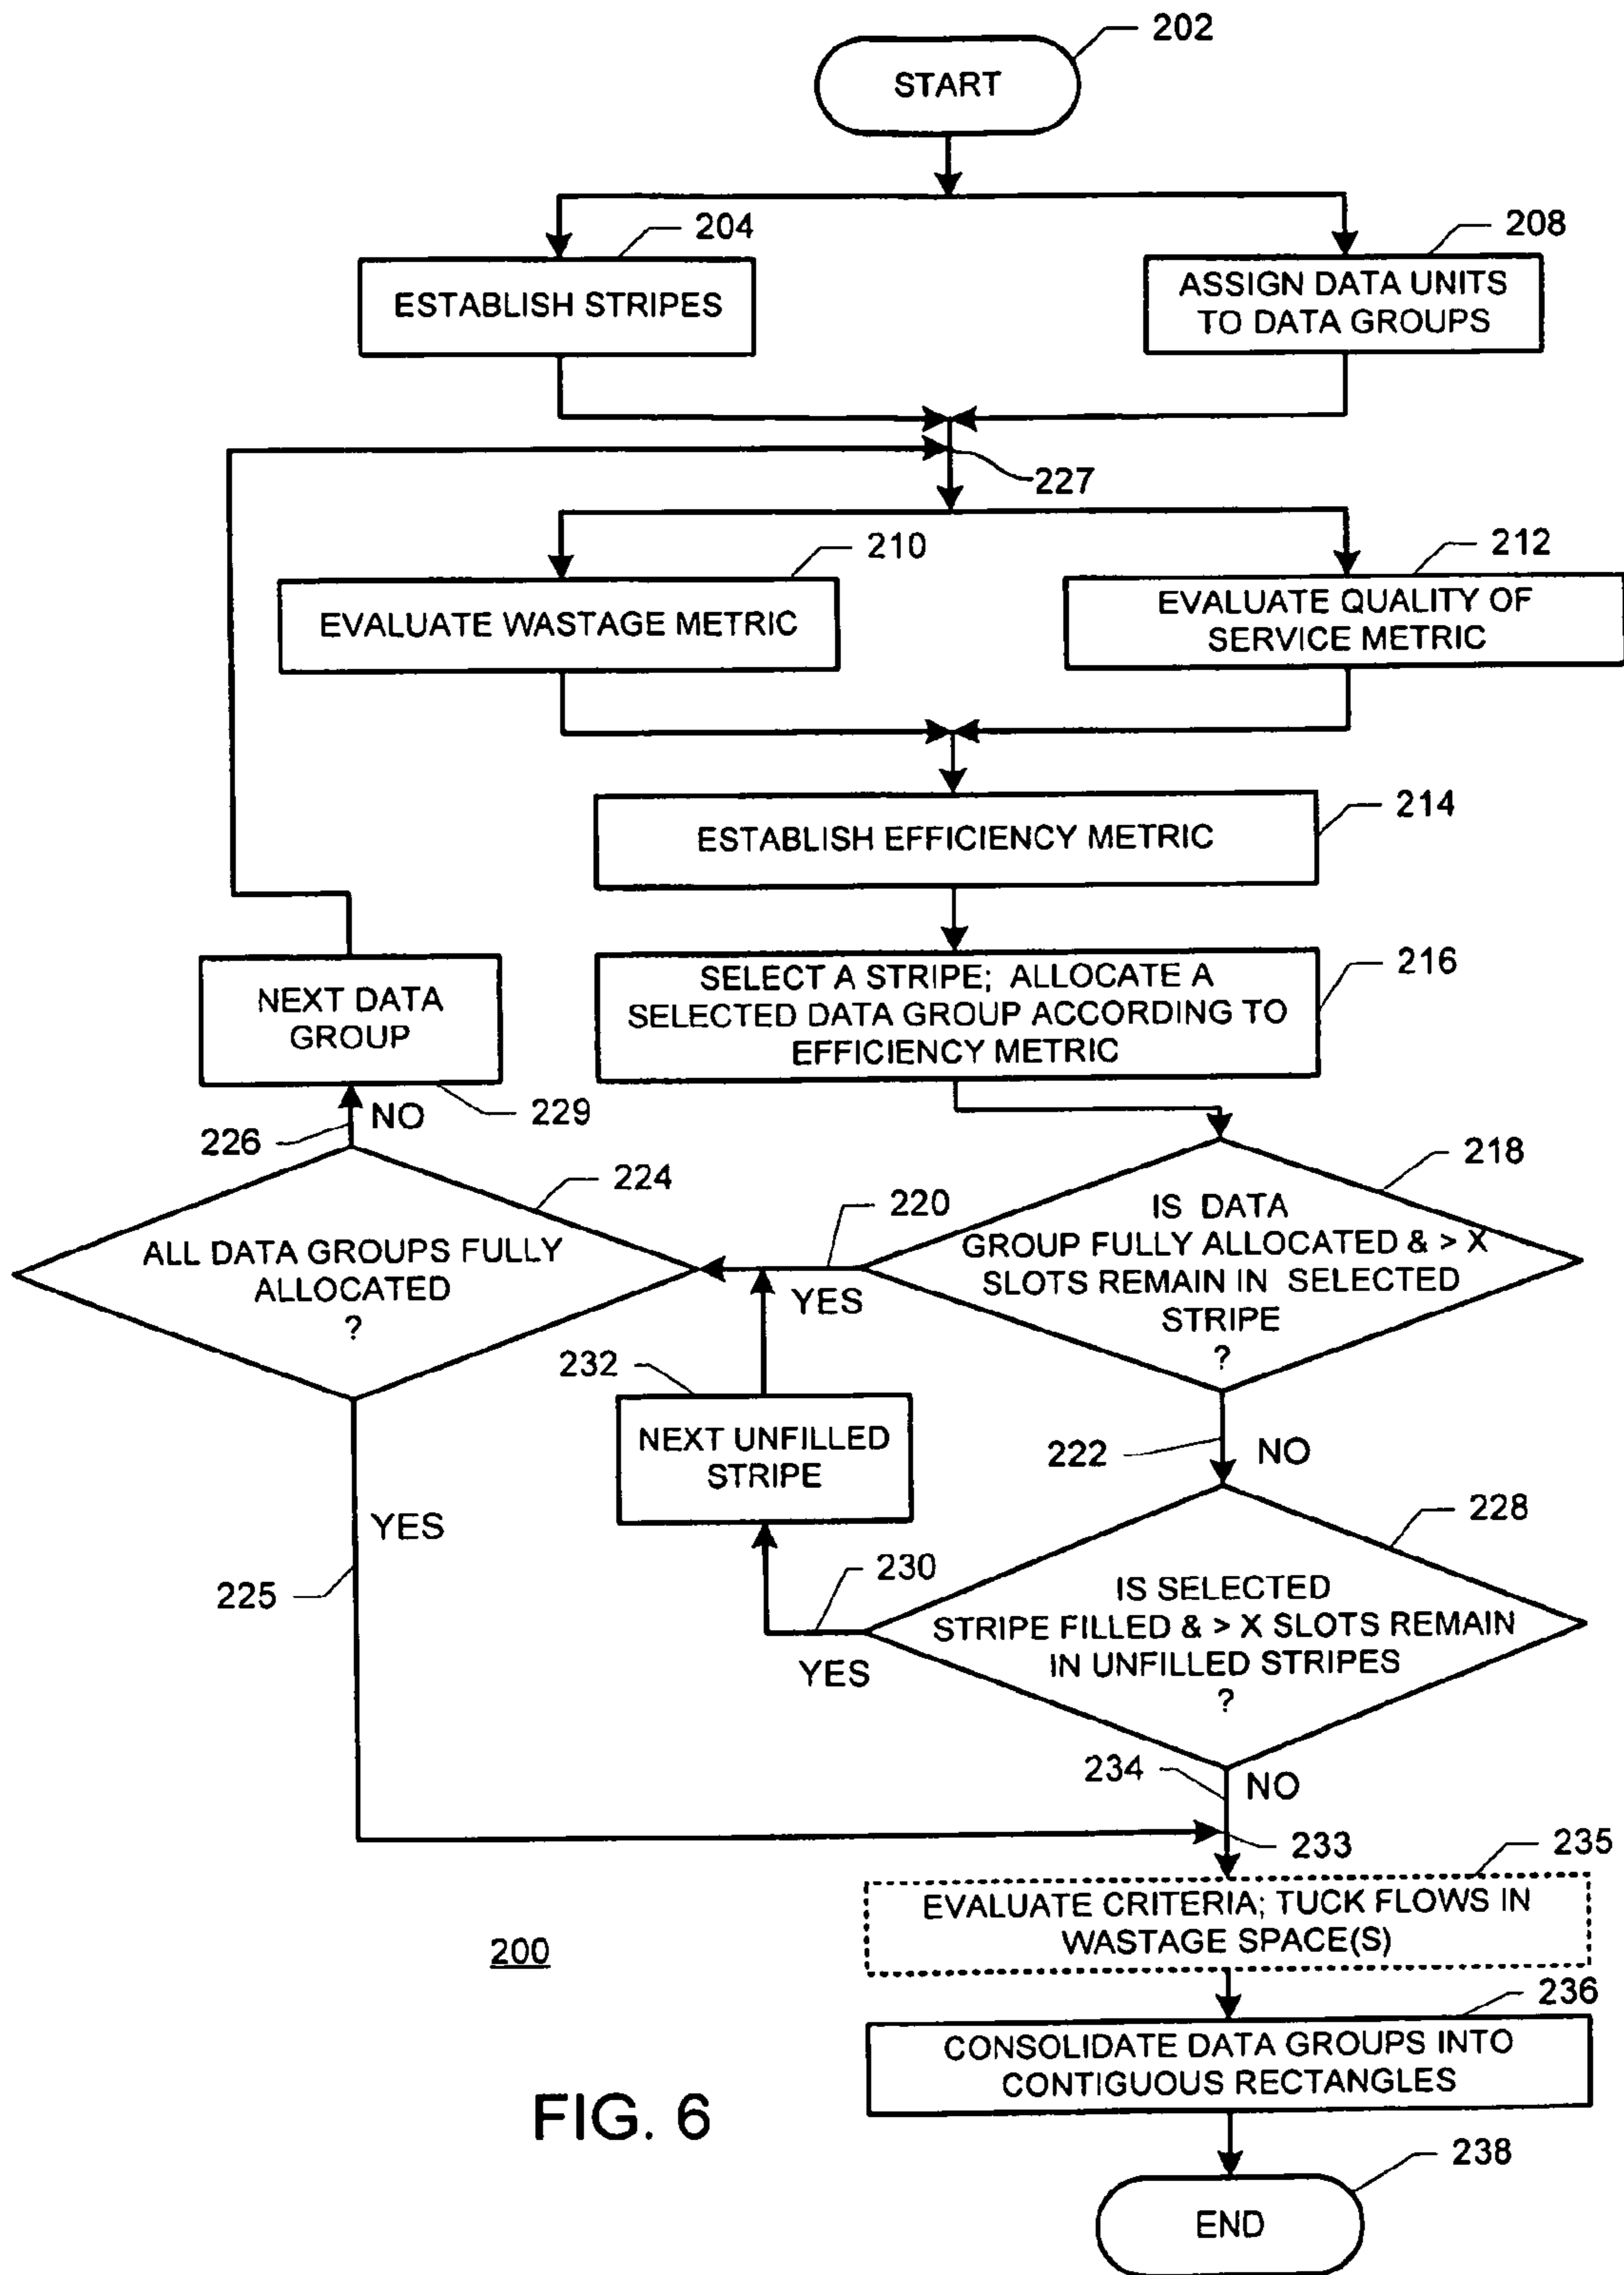 202
START
204
208
ESTABLISH STRIPES
ASSIGN DATA UNITS
TO DATA GROUPS
227
210
212
EVALUATE WASTAGE METRIC
EVALUATE QUALITY OF
SERVICE METRIC
214
ESTABLISH EFFICIENCY METRIC
216
SELECT A STRIPE; ALLOCATE A
SELECTED DATA GROUP ACCORDING TO
EFFICIENCY METRIC
NEXT DATA
GROUP
229
NO
226
218
224
220
IS DATA
GROUP FULLY ALLOCATED & > X
SLOTS REMAIN IN SELECTED
STRIPE
?
ALL DATA GROUPS FULLY
ALLOCATED
?
YES
232
NEXT UNFILLED
STRIPE
222
NO
228
YES
225
230
IS SELECTED
STRIPE FILLED & > X SLOTS REMAIN
IN UNFILLED STRIPES
?
YES
234
NO
233
235
EVALUATE CRITERIA; TUCK FLOWS IN
WASTAGE SPACE(S)
200
236
CONSOLIDATE DATA GROUPS INTO
CONTIGUOUS RECTANGLES
FIG. 6
238
END